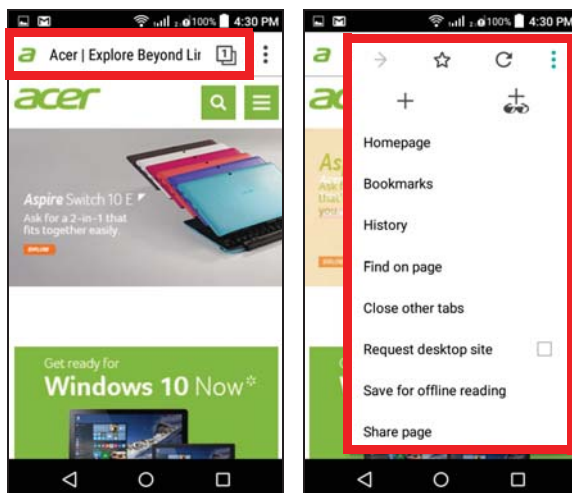 100% 4:30 PM
Acer | Explore Beyond Lir 1
acer
Aspire Switch 10 E
Ask for a 2-in-1 that
fits together easily.
Get ready for
Windows 10 Now*
100% 4:30 PM
Homepage
Bookmarks
History
Find on page
Close other tabs
Request desktop site
Save for offline reading
Share page